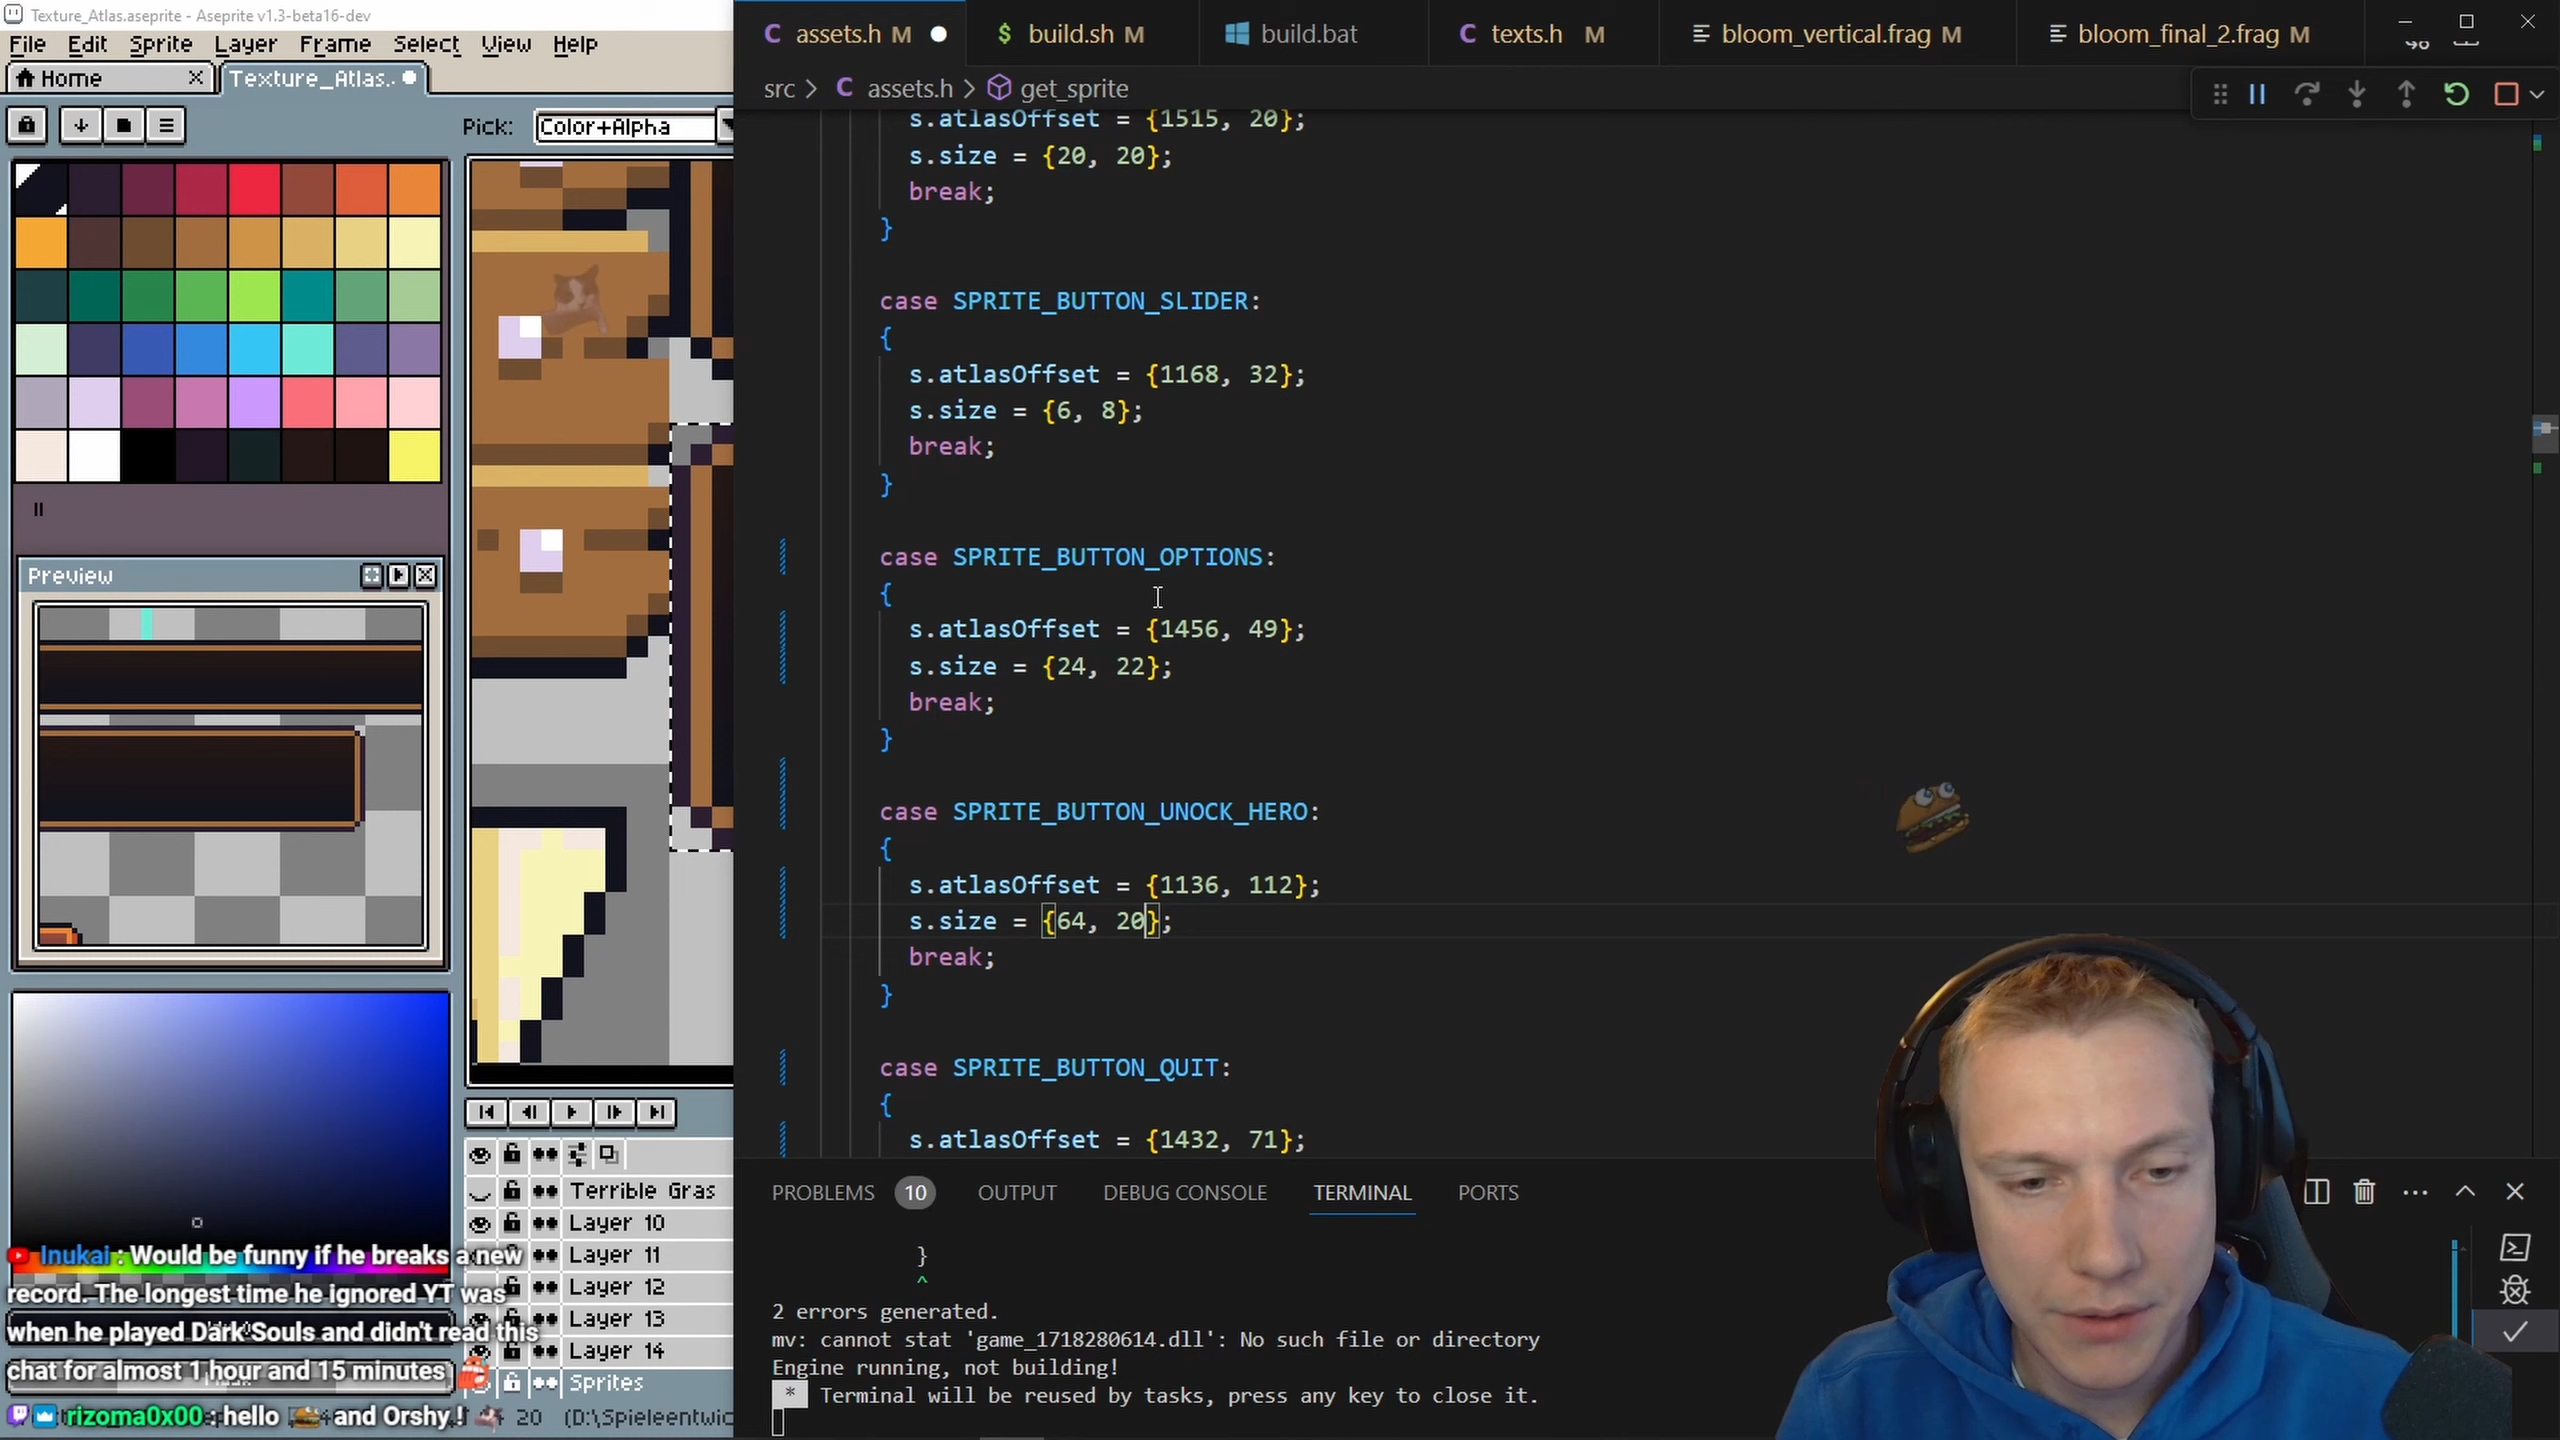 Texture_Atlas.aseprite - Aseprite v1.3-beta16-dev
File Edit Sprite Layer Frame Select View Help
Home
Texture_Atlas.
Pick: Color+Alpha
Preview
Terrible Gras
Layer 10
Layer 11
Layer 12
Layer 13
Layer 14
Sprites
20 (D:\Spieleentwic
Inukai : Would be funny if he breaks a new
record. The longest time he ignored YT was
when he played Dark Souls and didn't read this
chat for almost 1 hour and 15 minutes
rizoma0x00 : hello and Orshy!
assets.h M
build.sh M
build.bat
texts.h M
bloom_vertical.frag M
bloom_final_2.frag M
src > C assets.h > get_sprite
s.atlasOffset = {1515, 20};
s.size = {20, 20};
break;
}
case SPRITE_BUTTON_SLIDER:
{
s.atlasOffset = {1168, 32};
s.size = {6, 8};
break;
}
case SPRITE_BUTTON_OPTIONS:
{
s.atlasOffset = {1456, 49};
s.size = {24, 22};
break;
}
case SPRITE_BUTTON_UNOCK_HERO:
{
s.atlasOffset = {1136, 112};
s.size = {64, 20};
break;
}
case SPRITE_BUTTON_QUIT:
{
s.atlasOffset = {1432, 71};
PROBLEMS 10 OUTPUT DEBUG CONSOLE TERMINAL PORTS
}
^
2 errors generated.
mv: cannot stat 'game_1718280614.dll': No such file or directory
Engine running, not building!
* Terminal will be reused by tasks, press any key to close it.